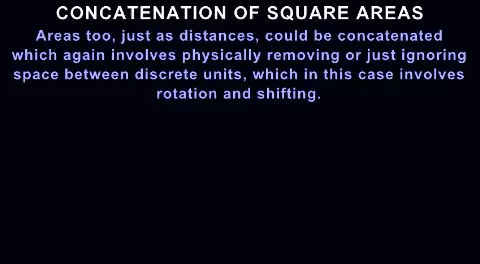 CONCATENATION OF SQUARE AREAS
Areas too, just as distances, could be concatenated
which again involves physically removing or just ignoring
space between discrete units, which in this case involves
rotation and shifting.